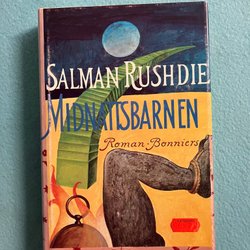 SALMAN RUSHDIE
MIDNATTSBARNEN
Roman·Bonniers